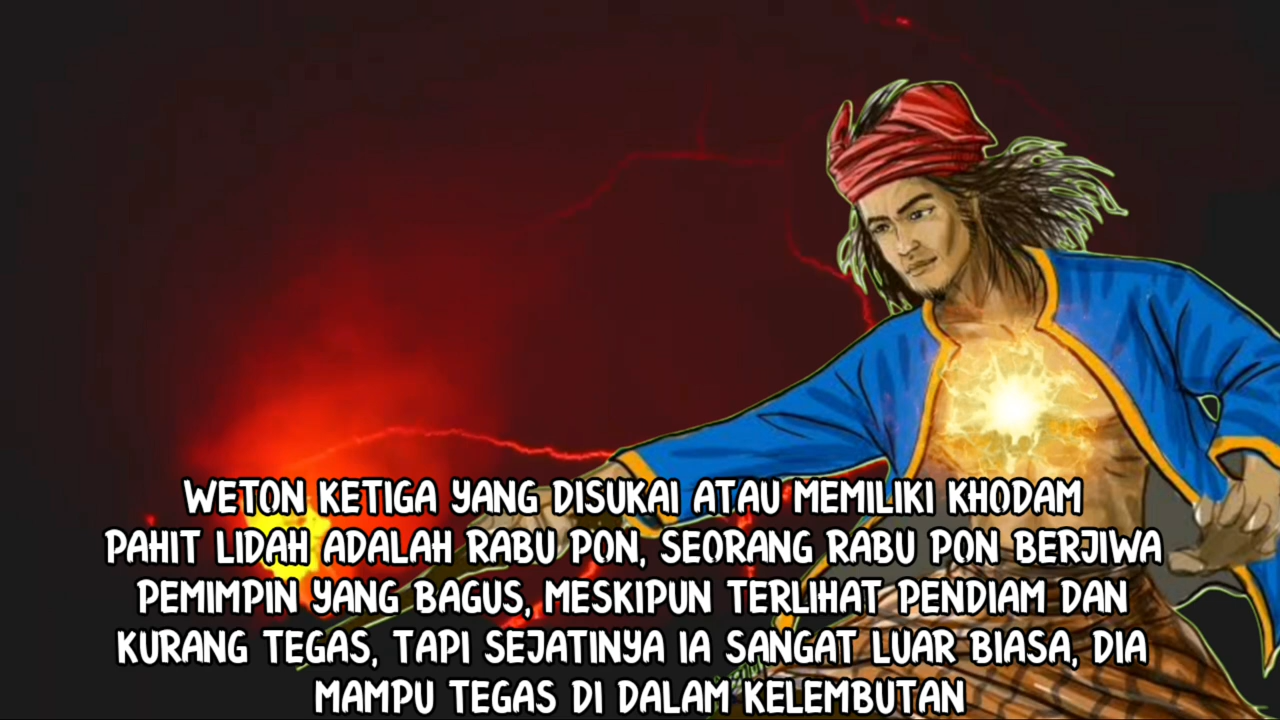 WETON KETIGA YANG DISUKAI ATAU MEMILIKI KHODAM
PAHIT LIDAH ADALAH RABU PON, SEORANG RABU PON BERJIWA
PEMIMPIN YANG BAGUS, MESKIPUN TERLIHAT PENDIAM DAN
KURANG TEGAS, TAPI SEJATINYA IA SANGAT LUAR BIASA, DIA
MAMPU TEGAS DI DALAM KELEMBUTAN